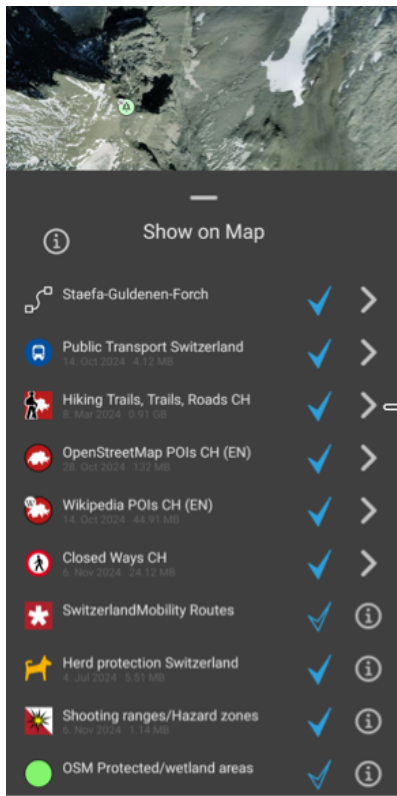 Show on Map
Staefa-Guldenen-Forch
Public Transport Switzerland
14. Oct 2024 4.12 MB
Hiking Trails, Trails, Roads CH
8. Mar 2024 0.91 GB
OpenStreetMap POIs CH (EN)
28. Oct 2024 132 MB
W
Wikipedia POIs CH (EN)
14. Oct 2024 44.91 MB
Closed Ways CH
6. Nov 2024 24.12 MB
SwitzerlandMobility Routes
Herd protection Switzerland
4. Jul 2024 5.51 MB
Shooting ranges/Hazard zones
6. Nov 2024 1.14 MB
OSM Protected/wetland areas